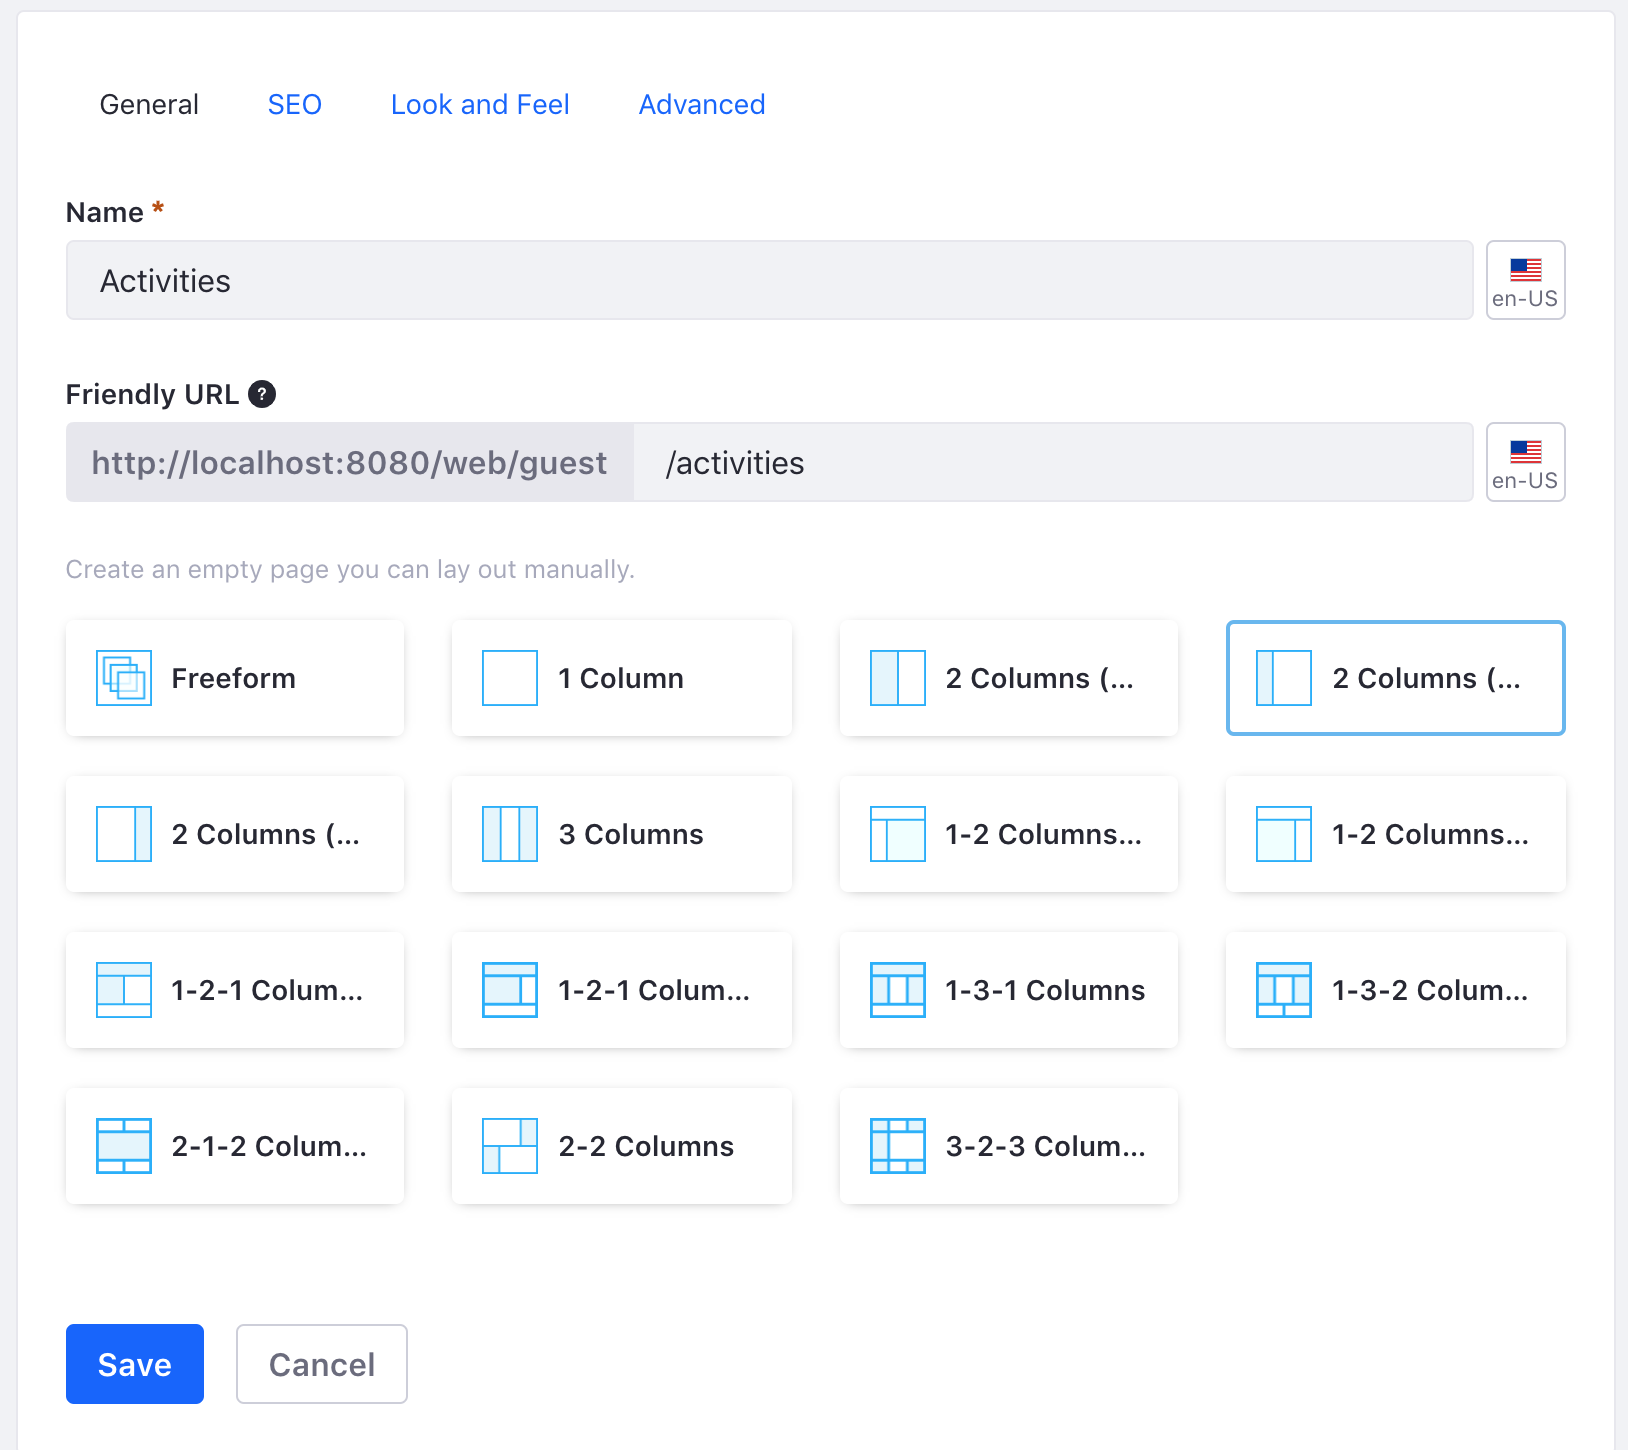 General SEO Look and Feel Advanced
Name *
Activities
en-US
Friendly URL ?
http://localhost:8080/web/guest /activities
en-US
Create an empty page you can lay out manually.
Freeform 1 Column 2 Columns (... 2 Columns (...
2 Columns (... 3 Columns 1-2 Columns... 1-2 Columns...
1-2-1 Colum... 1-2-1 Colum... 1-3-1 Columns 1-3-2 Colum...
2-1-2 Colum... 2-2 Columns 3-2-3 Colum...
Save Cancel